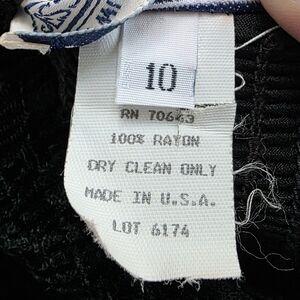 10
RN 70643
100% RAYON
DRY CLEAN ONLY
MADE IN U.S.A.
LOT 6174